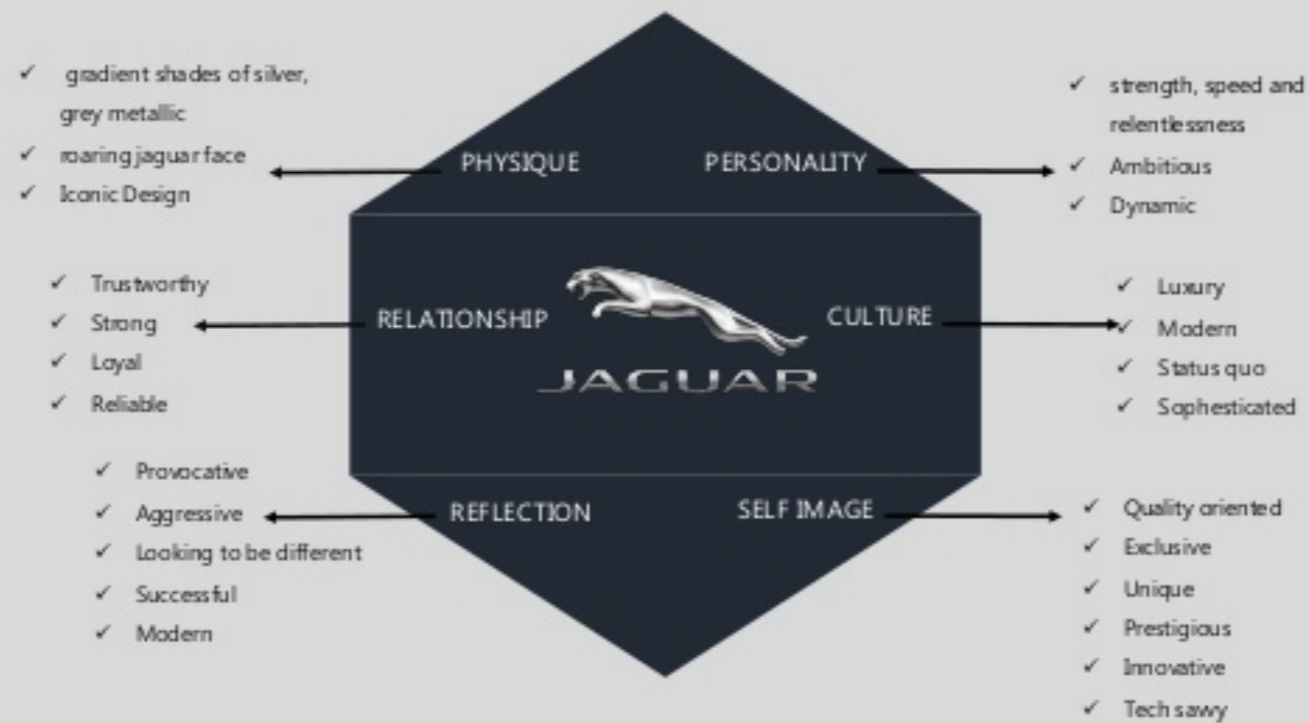 gradient shades of silver,
grey metallic
roaring jaguar face
Iconic Design
PHYSIQUE
PERSONALITY
strength, speed and
relentlessness
Ambitious
Dynamic
Trustworthy
Strong
Loyal
Reliable
RELATIONSHIP
JAGUAR
CULTURE
Luxury
Modern
Status quo
Sophesticated
Provocative
Aggressive
Looking to be different
Successful
Modern
REFLECTION
SELF IMAGE
Quality oriented
Exclusive
Unique
Prestigious
Innovative
Tech savvy